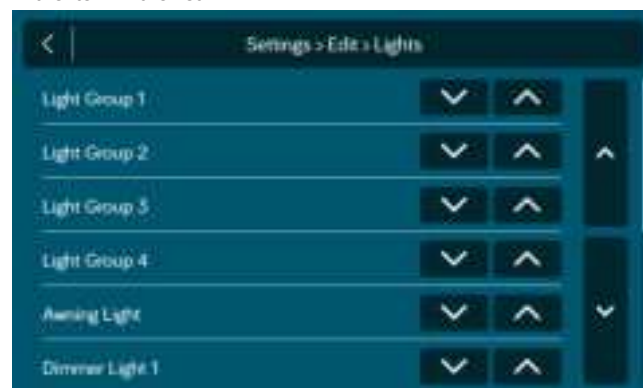 Settings > Edit > Lights
Light Group 1
Light Group 2
Light Group 3
Light Group 4
Awning Light
Dimmer Light 1